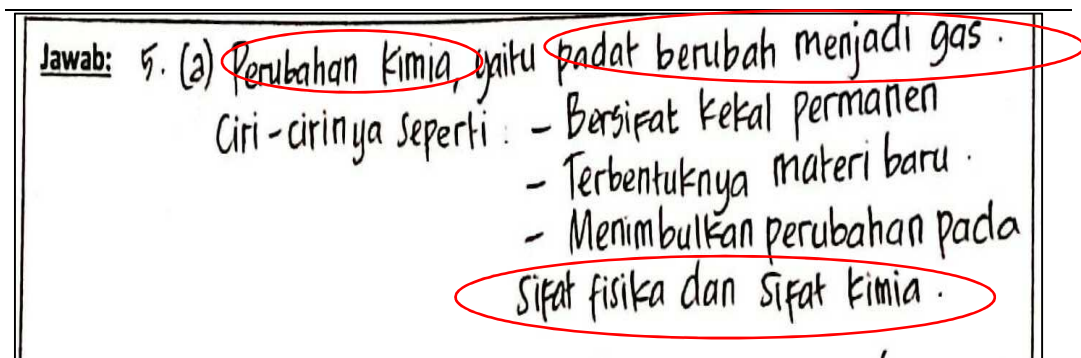 Jawab: 5. (a) Perubahan Kimia, yaitu padat berubah menjadi gas.
Ciri-cirinya seperti : - Bersifat kekal permanen
- Terbentuknya materi baru.
- Menimbulkan perubahan pada
sifat fisika dan sifat kimia.